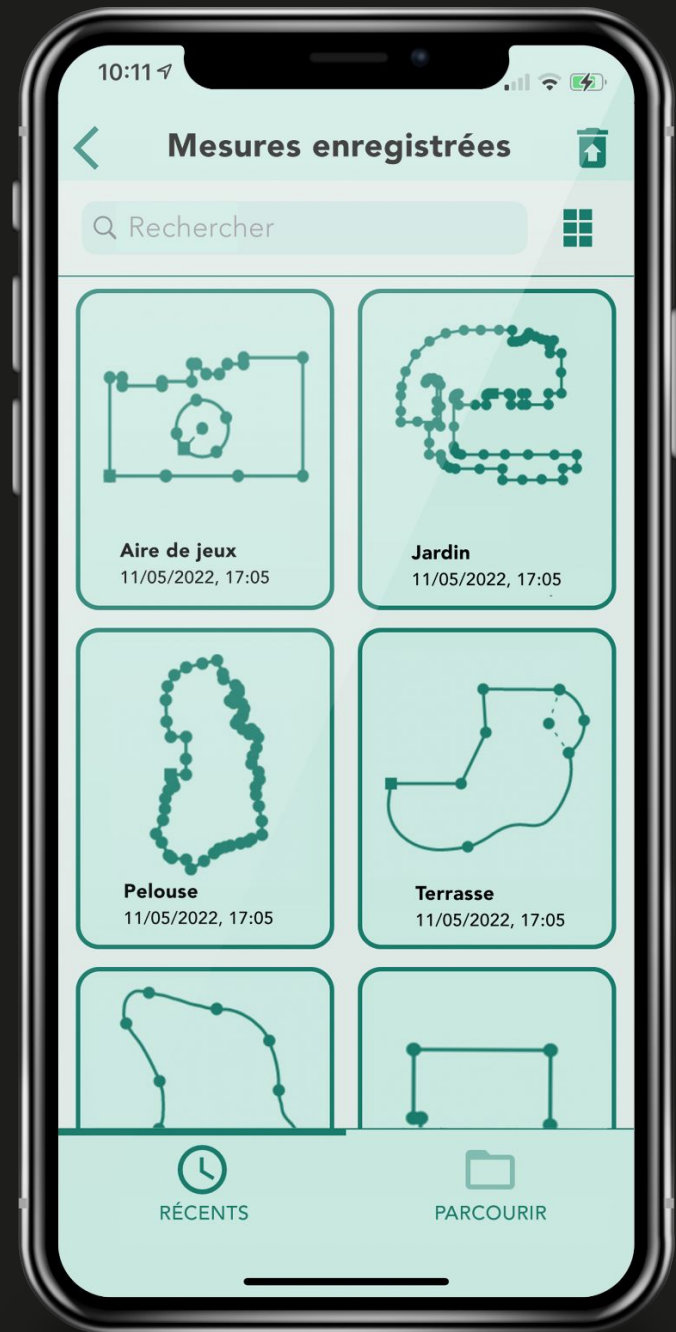 10:11
Mesures enregistrées
Rechercher
Aire de jeux
11/05/2022, 17:05
Jardin
11/05/2022, 17:05
Pelouse
11/05/2022, 17:05
Terrasse
11/05/2022, 17:05
RÉCENTS
PARCOURIR